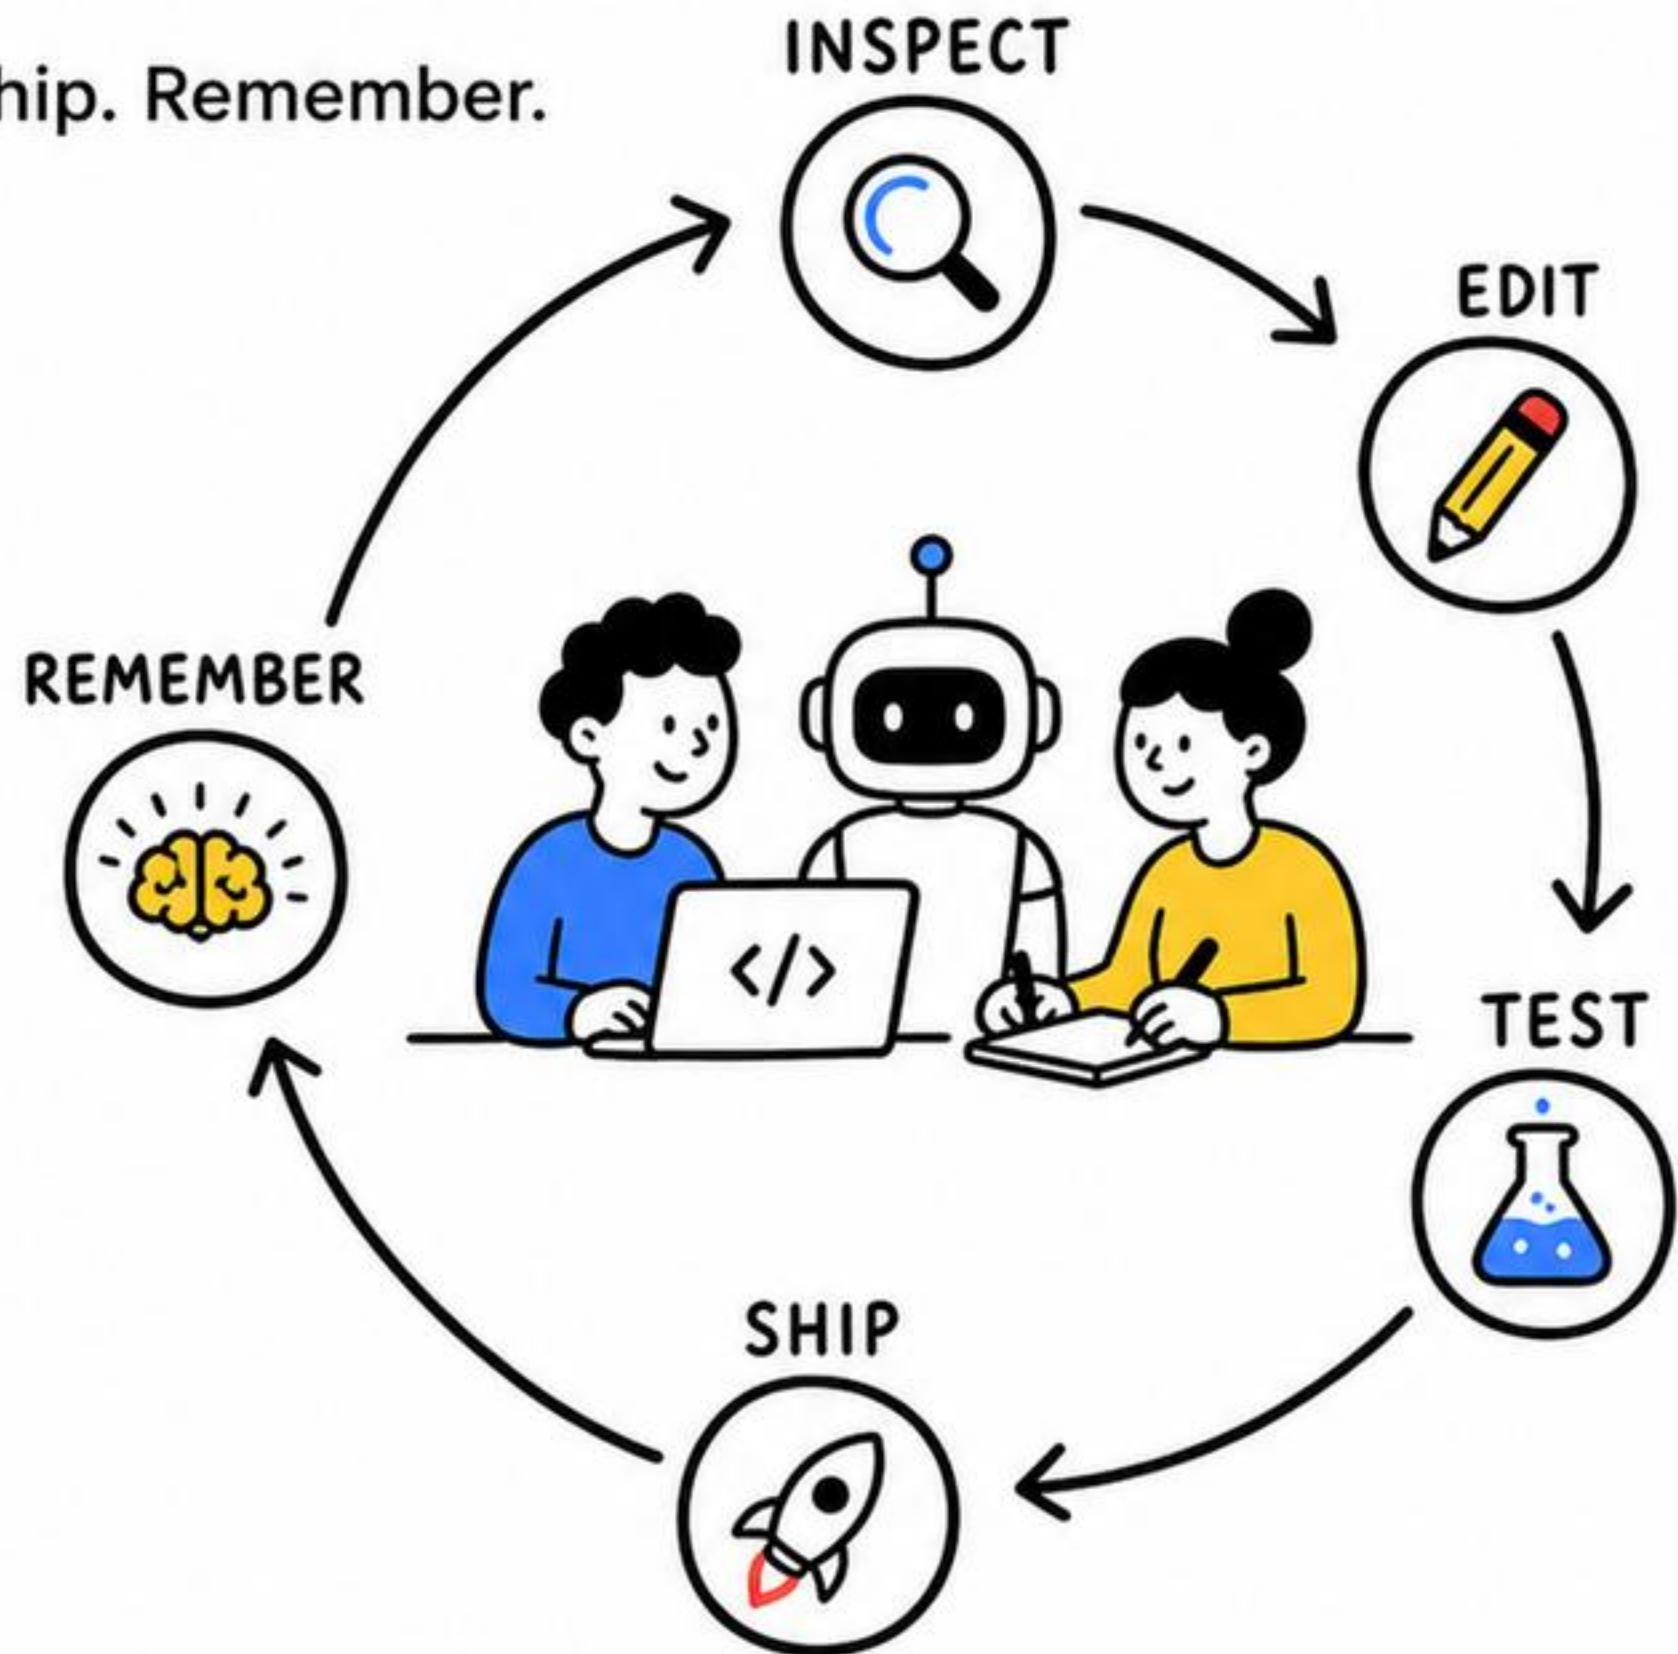 hip. Remember.
INSPECT
EDIT
REMEMBER
</>
TEST
SHIP